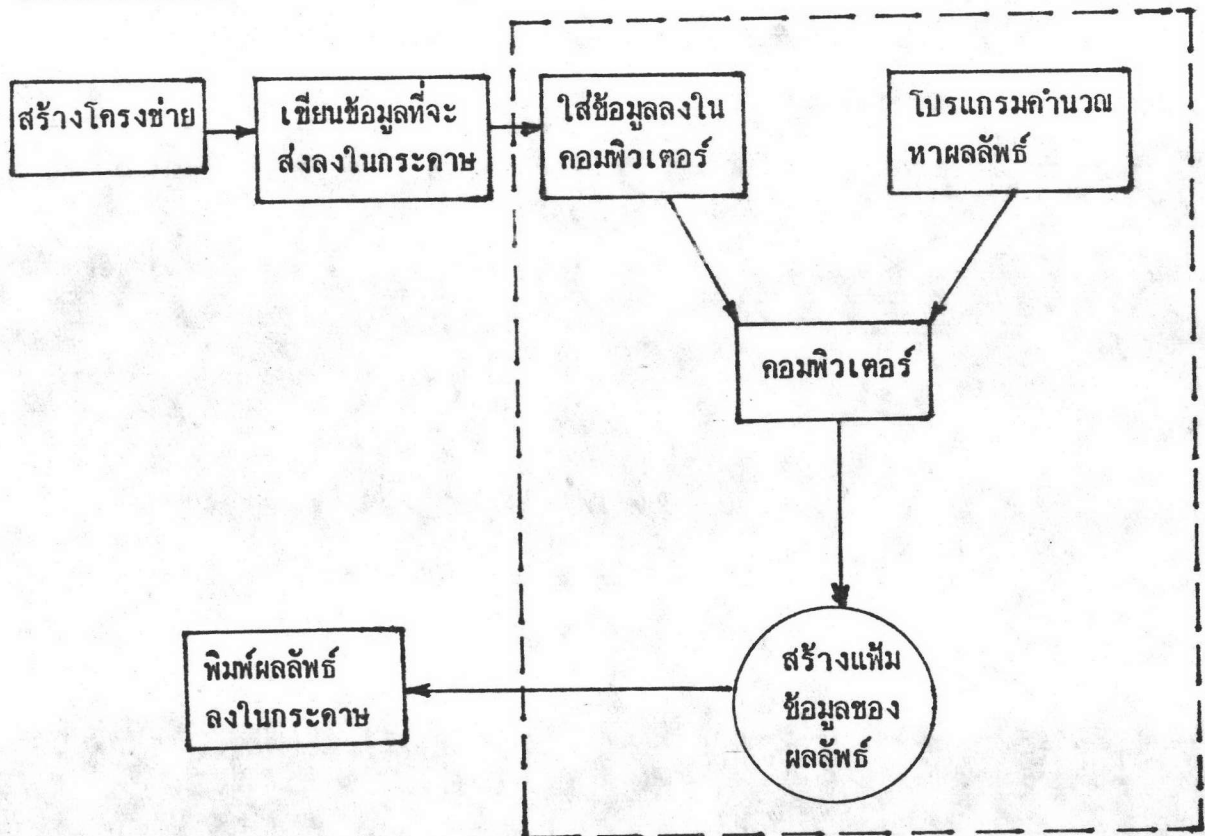 สร้างโครงข่าย
เขียนข้อมูลที่จะ
ส่งลงในกระดาษ
ใส่ข้อมูลลงใน
คอมพิวเตอร์
โปรแกรมคำนวณ
หาผลลัพธ์
คอมพิวเตอร์
สร้างแฟ้ม
ข้อมูลของ
ผลลัพธ์
พิมพ์ผลลัพธ์
ลงในกระดาษ